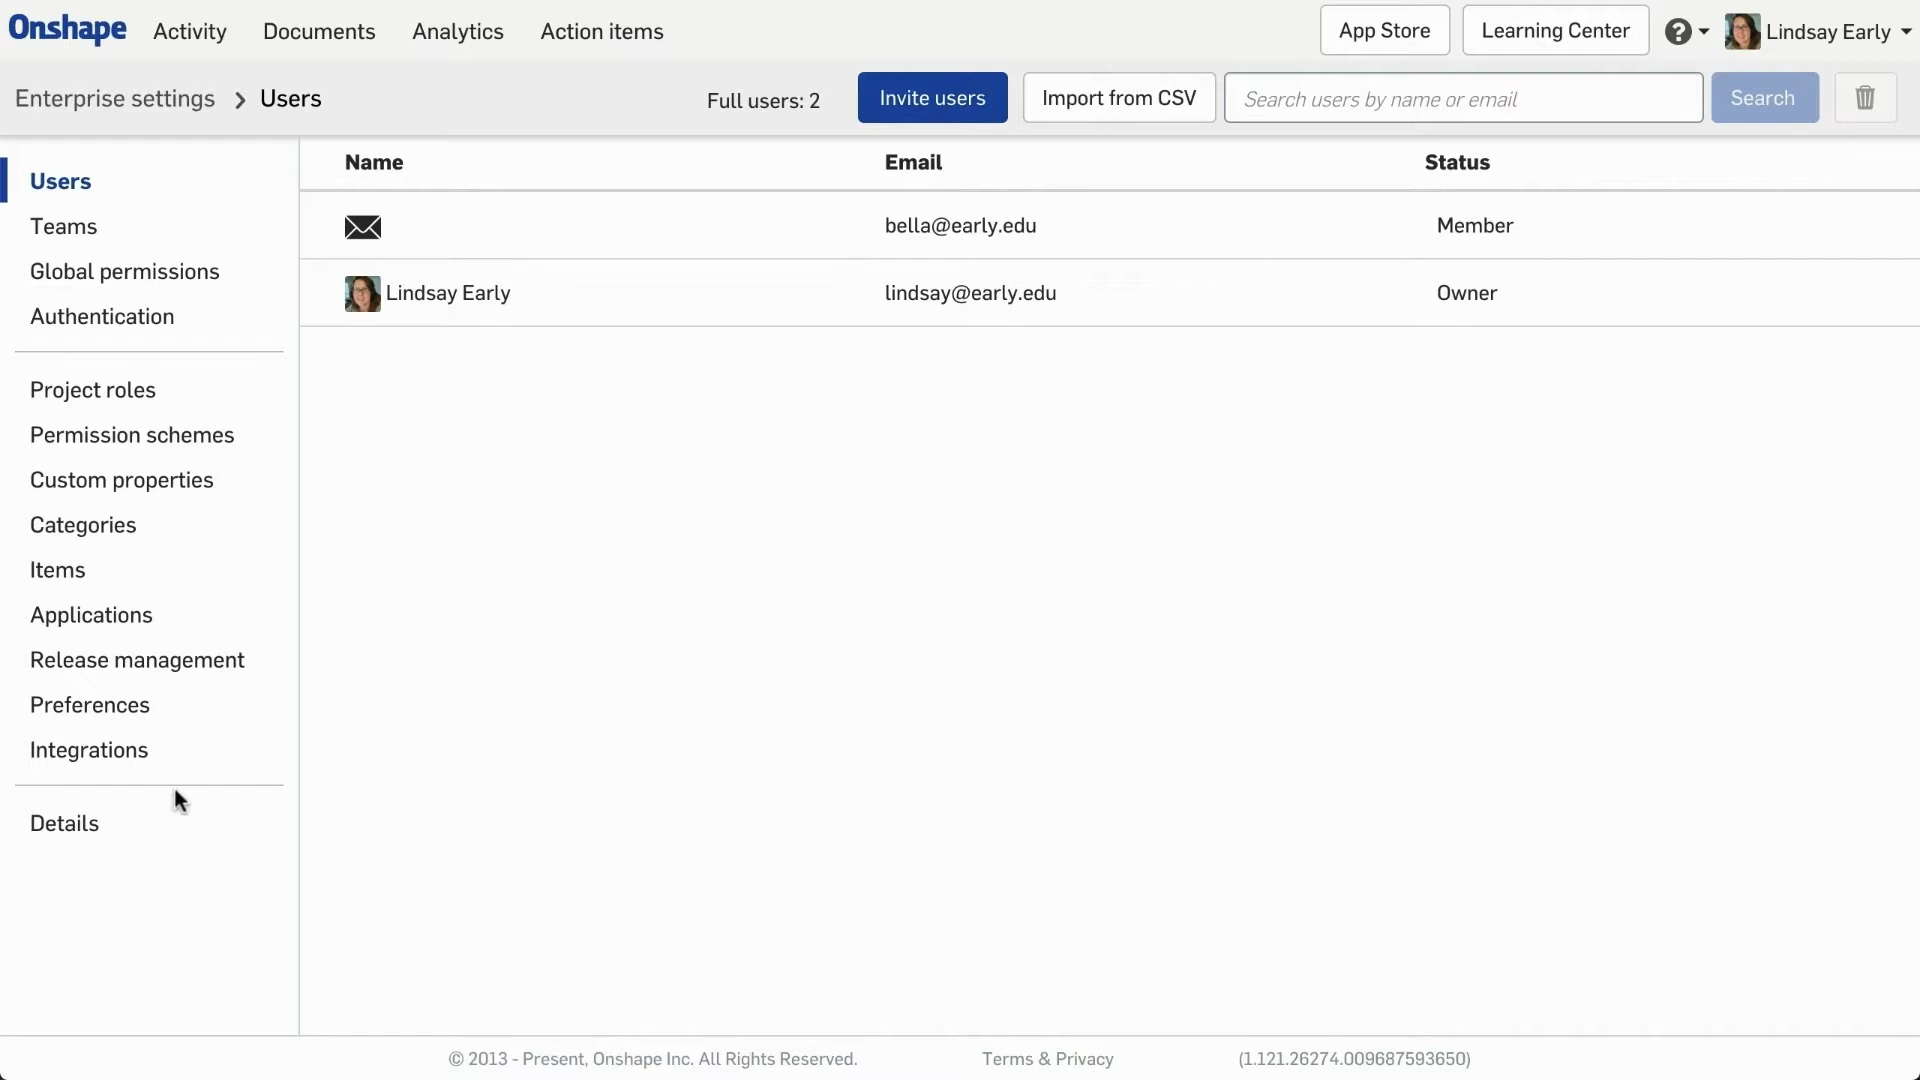 Onshape Activity Documents Analytics Action items App Store Learning Center Lindsay Early
Enterprise settings Users Full users: 2 Invite users Import from CSV Search users by name or email Search
Users
Teams
Global permissions
Authentication
Project roles
Permission schemes
Custom properties
Categories
Items
Applications
Release management
Preferences
Integrations
Details
Name Email Status
bella@early.edu Member
Lindsay Early lindsay@early.edu Owner
© 2013 - Present, Onshape Inc. All Rights Reserved. Terms & Privacy (1.121.26274.009687593650)